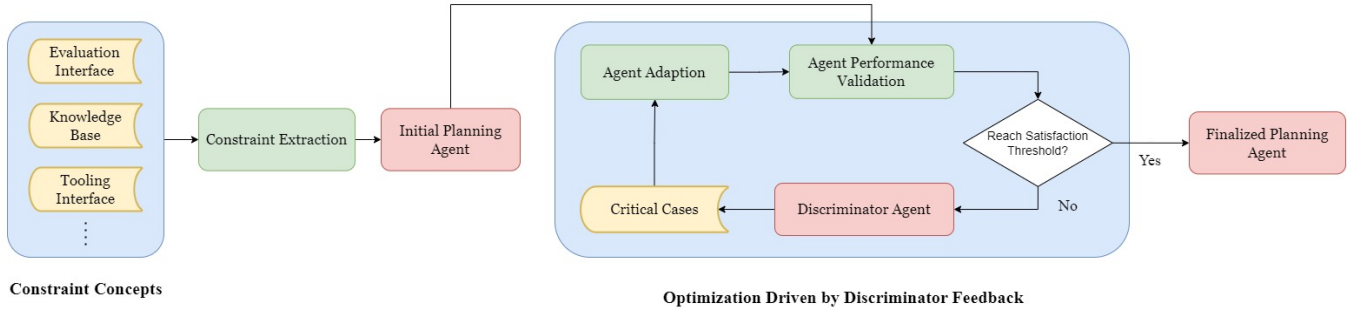 Evaluation
Interface
Knowledge
Base
Tooling
Interface
Constraint Concepts
Constraint Extraction
Initial Planning
Agent
Agent Adaption
Agent Performance
Validation
Reach Satisfaction
Threshold?
Yes
No
Discriminator Agent
Critical Cases
Finalized Planning
Agent
Optimization Driven by Discriminator Feedback